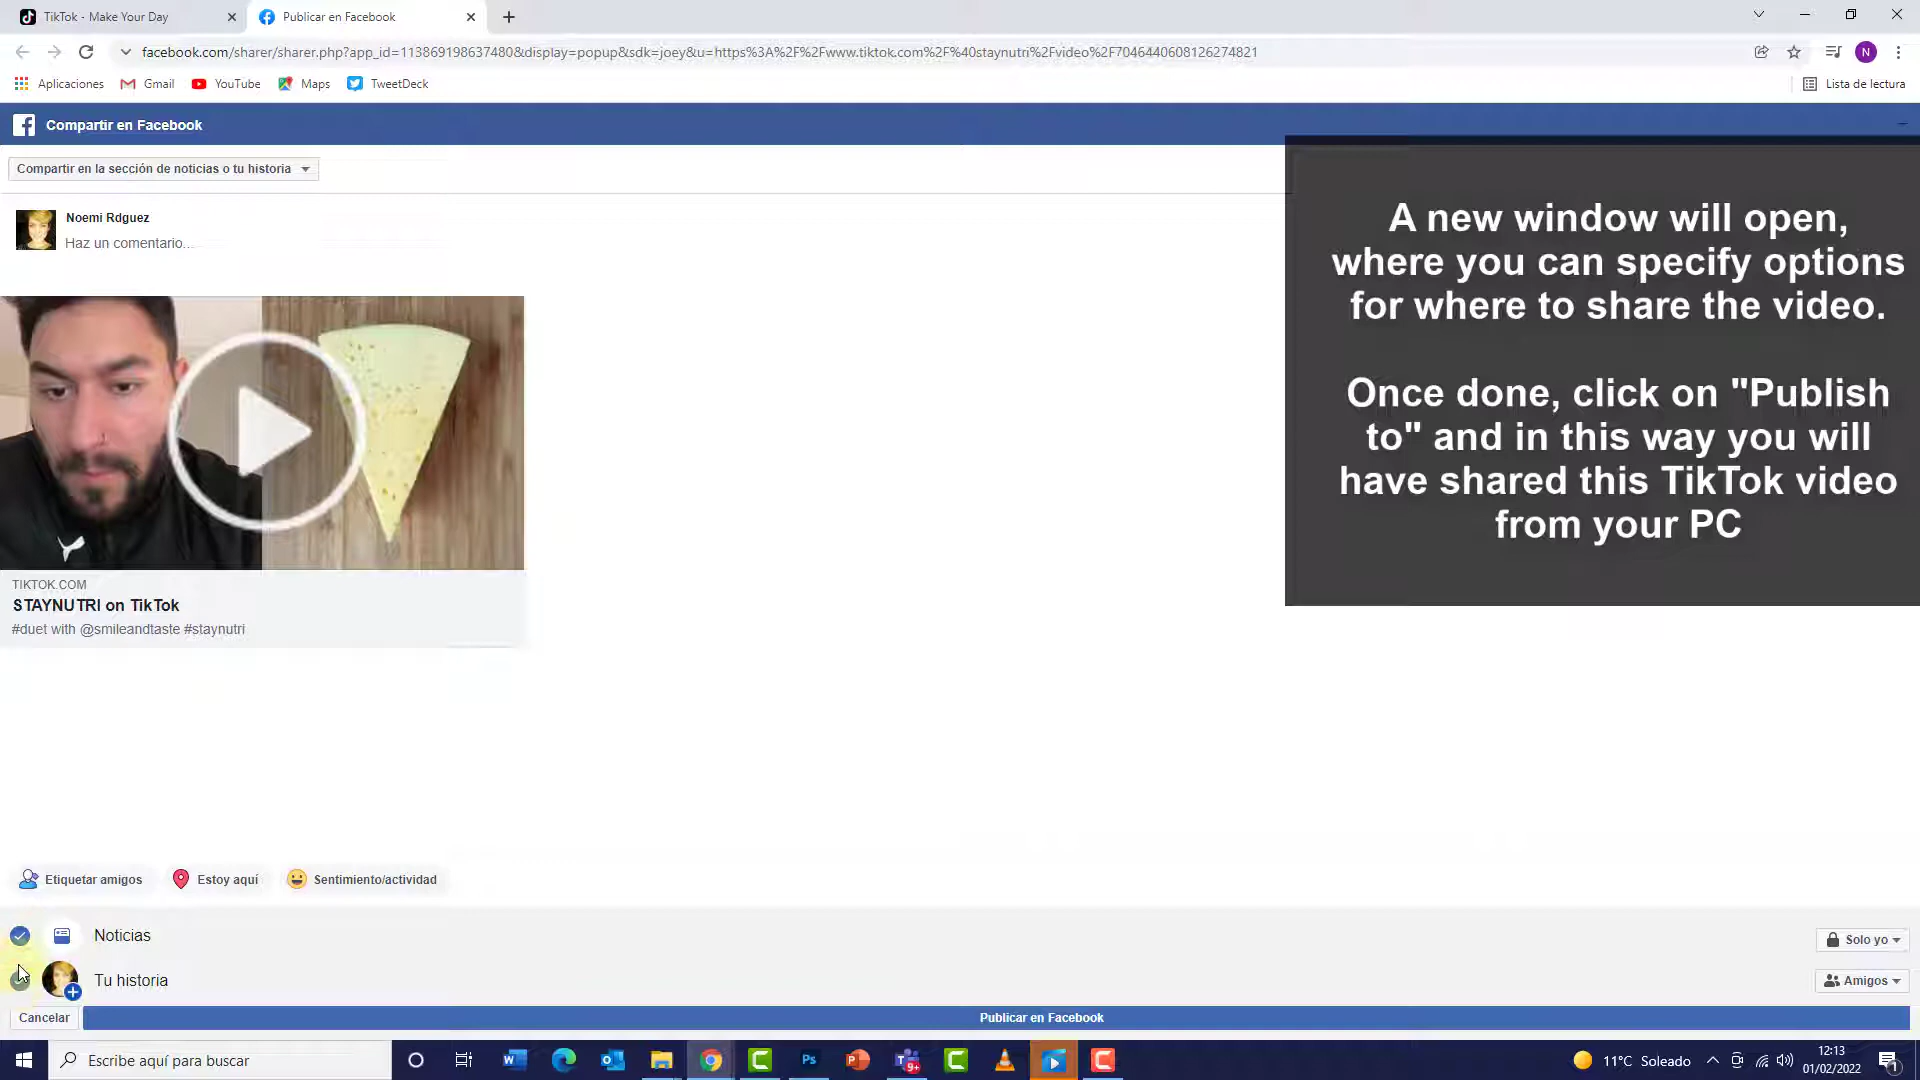 TikTok - Make Your Day
Publicar en Facebook
facebook.com/sharer/sharer.php?app_id=1138691986374​80&display=popup&sdk=joey&u=https%3A%2F%2Fwww.tiktok.com%2F%40staynutri%2Fvideo%2F7046440608126274821
N
Aplicaciones
Gmail
YouTube
Maps
TweetDeck
Lista de lectura
Compartir en Facebook
Compartir en la sección de noticias o tu historia
Noemi Rdguez
Haz un comentario...
A new window will open,
where you can specify options
for where to share the video.
Once done, click on "Publish
to" and in this way you will
have shared this TikTok video
from your PC
TIKTOK.COM
STAYNUTRI on TikTok
#duet with @smileandtaste #staynutri
Etiquetar amigos
Estoy aquí
Sentimiento/actividad
Noticias
Solo yo
Tu historia
Amigos
Cancelar
Publicar en Facebook
Escribe aquí para buscar
Ps
9+
11°C Soleado
12:13
01/02/2022
1